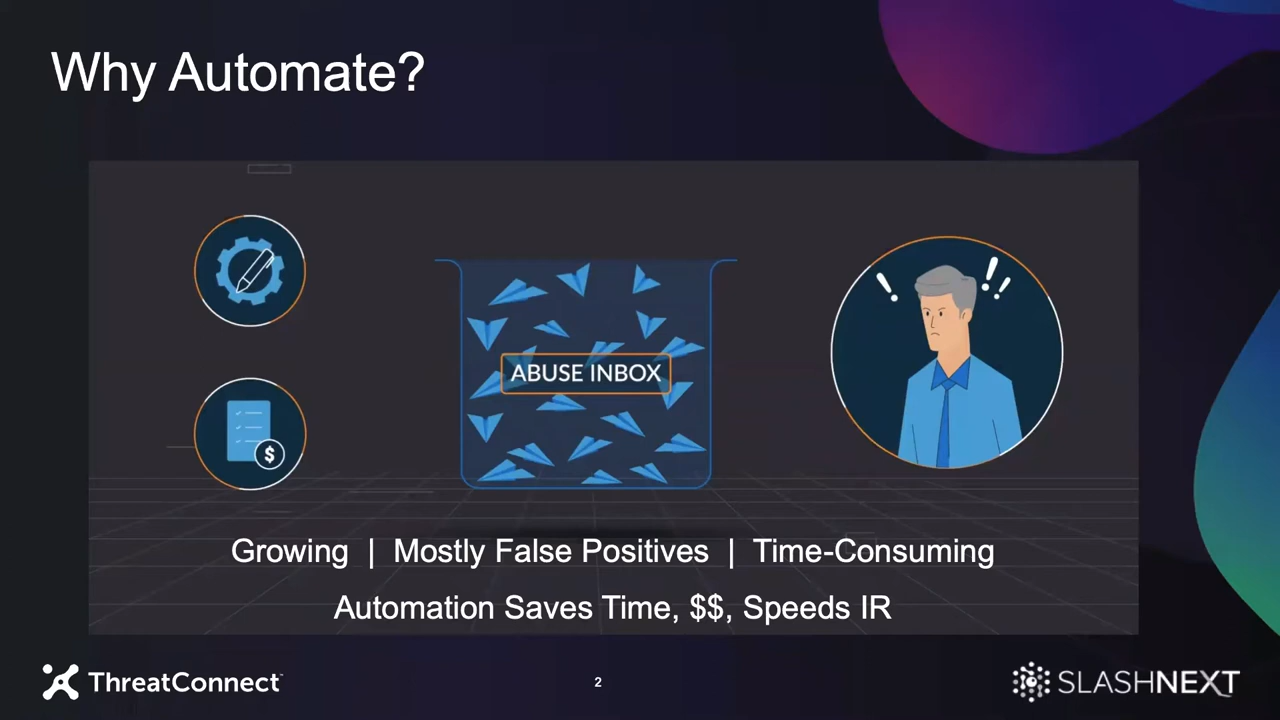 Why Automate?
$
ABUSE INBOX
Growing | Mostly False Positives | Time-Consuming
Automation Saves Time, $$, Speeds IR
ThreatConnect
2
SLASHNEXT